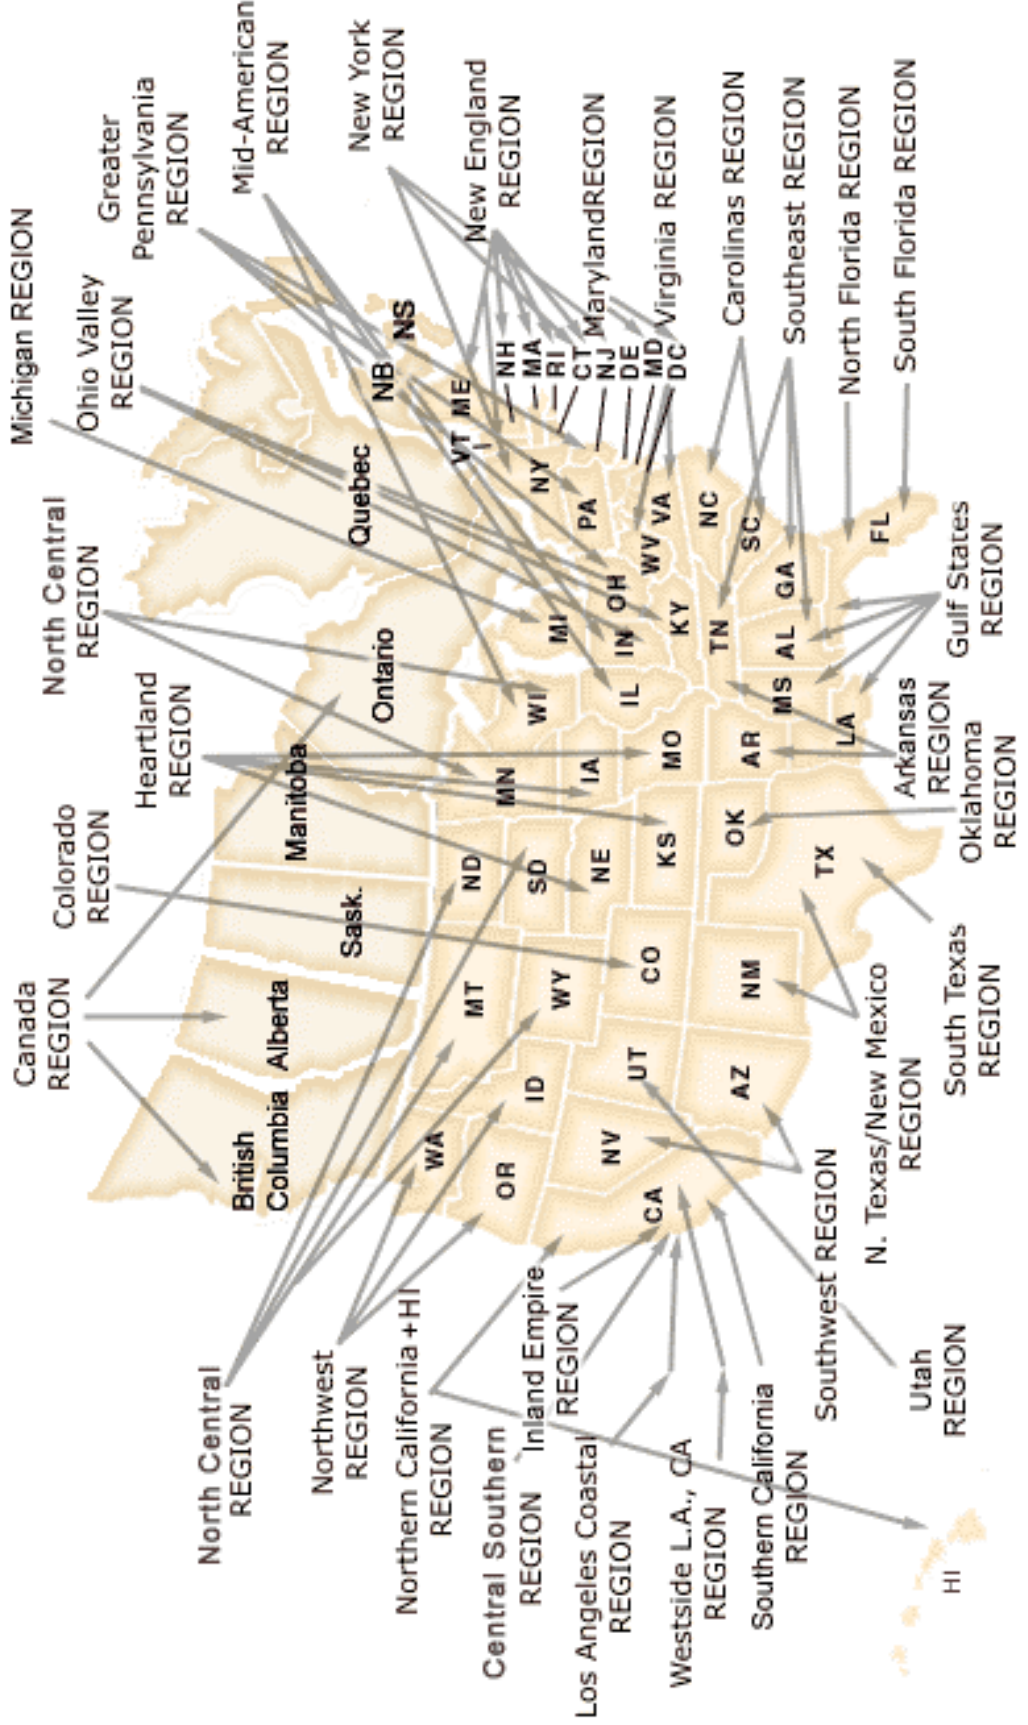 Canada
REGION
Colorado
REGION
Heartland
REGION
North Central
REGION
Michigan REGION
Ohio Valley
REGION
Greater
Pennsylvania
REGION
Mid-American
REGION
New York
REGION
New England
REGION
MarylandREGION
Virginia REGION
Carolinas REGION
Southeast REGION
North Florida REGION
South Florida REGION
Gulf States
REGION
Arkansas
REGION
Oklahoma
REGION
South Texas
REGION
N. Texas/New Mexico
REGION
Southwest REGION
Utah
REGION
Southern California
REGION
Westside L.A., CA
REGION
Los Angeles Coastal
REGION
Inland Empire
REGION
Central Southern
REGION
Northern California+HI
REGION
Northwest
REGION
North Central
REGION
British
Columbia
Alberta
Sask.
Manitoba
Ontario
Quebec
NB
NS
WA
MT
ND
MN
VT
ME
OR
ID
WY
SD
WI
MI
NY
NH
MA
RI
CT
NJ
DE
MD
DC
NV
UT
CO
NE
IA
IL
IN
OH
PA
WV
VA
CA
AZ
NM
KS
MO
KY
TN
NC
SC
OK
AR
TX
LA
MS
AL
GA
FL
HI